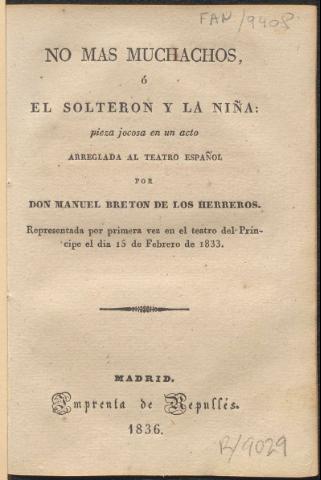 FAN/9408
NO MAS MUCHACHOS,
ó
EL SOLTERON Y LA NIÑA:
pieza jocosa en un acto
ARREGLADA AL TEATRO ESPAÑOL
POR
DON MANUEL BRETON DE LOS HERREROS.
Representada por primera vez en el teatro del Prín-
cipe el dia 15 de Febrero de 1833.
MADRID.
Imprenta de Repullés.
1836.
R/9029